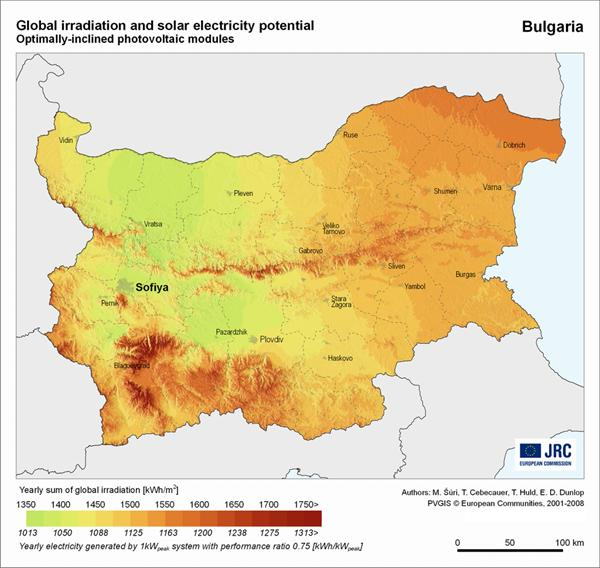 Global irradiation and solar electricity potential
Optimally-inclined photovoltaic modules
Bulgaria
Vidin
Ruse
Dobrich
Pleven
Shumen
Varna
Vratsa
Veliko
Tarnovo
Gabrovo
Sliven
Burgas
Sofiya
Yambol
Pernik
Stara
Zagora
Pazardzhik
Plovdiv
Haskovo
Blagoevgrad
JRC
EUROPEAN COMMISSION
Yearly sum of global irradiation [kWh/m²]
1350 1400 1450 1500 1550 1600 1650 1700 1750>
1013 1050 1088 1125 1163 1200 1238 1275 1313>
Yearly electricity generated by 1kWpeak system with performance ratio 0.75 [kWh/kWpeak]
Authors: M. Šúri, T. Cebecauer, T. Huld, E. D. Dunlop
PVGIS © European Communities, 2001-2008
0 50 100 km